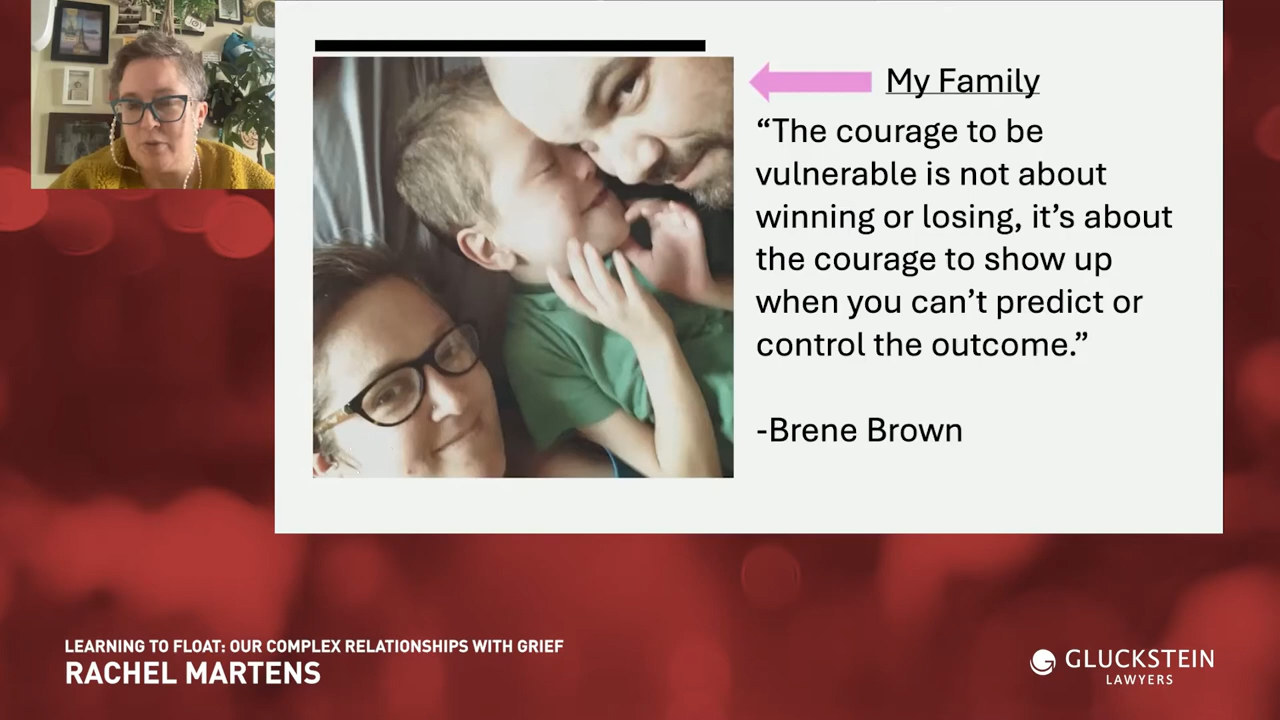 My Family
“The courage to be
vulnerable is not about
winning or losing, it’s about
the courage to show up
when you can’t predict or
control the outcome.”
-Brene Brown
LEARNING TO FLOAT: OUR COMPLEX RELATIONSHIPS WITH GRIEF
RACHEL MARTENS
GLUCKSTEIN
LAWYERS